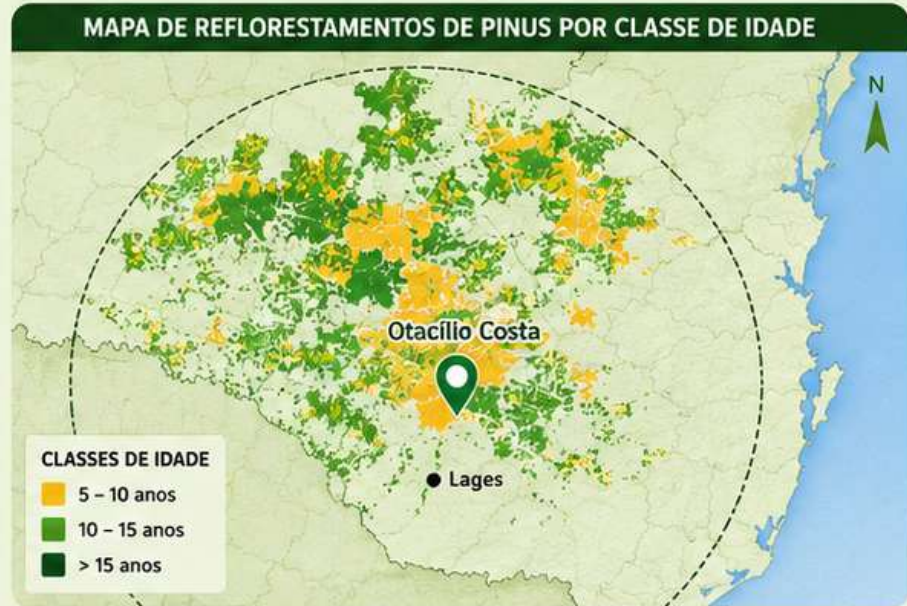 MAPA DE REFLORESTAMENTOS DE PINUS POR CLASSE DE IDADE
N
Otacílio Costa
Lages
CLASSES DE IDADE
5 – 10 anos
10 – 15 anos
> 15 anos